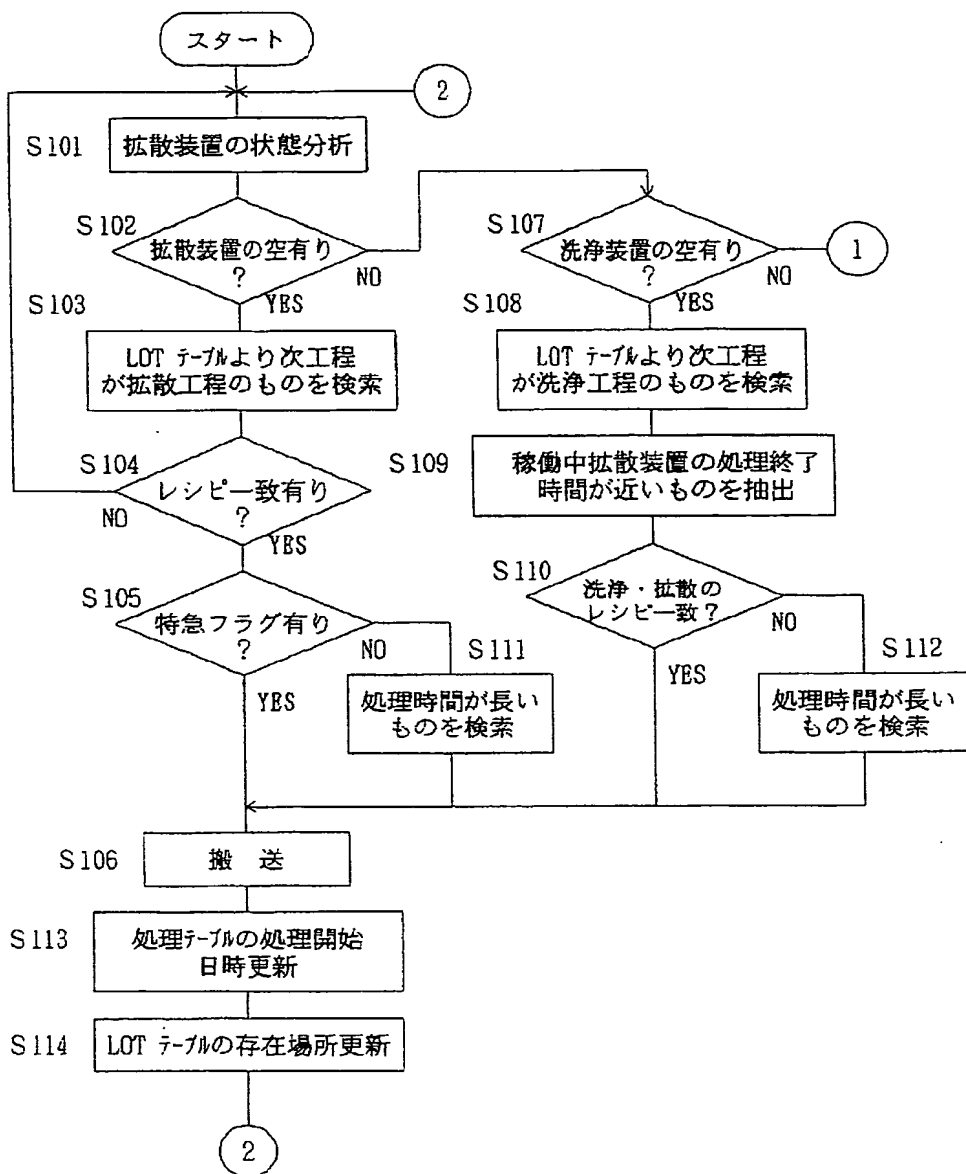 スタート
2
S101
拡散装置の状態分析
S102
拡散装置の空有り
?
NO
YES
S103
LOT テーブルより次工程
が拡散工程のものを検索
S104
レシピ一致有り
?
NO
YES
S105
特急フラグ有り
?
NO
YES
S111
処理時間が長い
ものを検索
S107
洗浄装置の空有り
?
NO
1
YES
S108
LOT テーブルより次工程
が洗浄工程のものを検索
S109
稼働中拡散装置の処理終了
時間が近いものを抽出
S110
洗浄・拡散の
レシピ一致?
NO
YES
S112
処理時間が長い
ものを検索
S106
搬 送
S113
処理テーブルの処理開始
日時更新
S114
LOT テーブルの存在場所更新
2